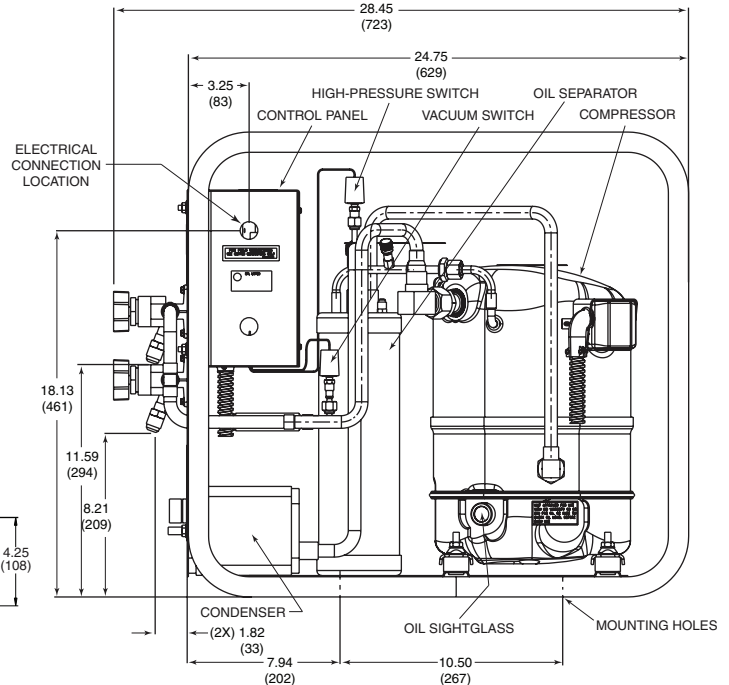 28.45
(723)
24.75
(629)
3.25
(83)
HIGH-PRESSURE SWITCH
OIL SEPARATOR
CONTROL PANEL
VACUUM SWITCH
COMPRESSOR
ELECTRICAL
CONNECTION
LOCATION
18.13
(461)
11.59
(294)
8.21
(209)
4.25
(108)
CONDENSER
OIL SIGHTGLASS
MOUNTING HOLES
(2X) 1.82
(33)
7.94
(202)
10.50
(267)